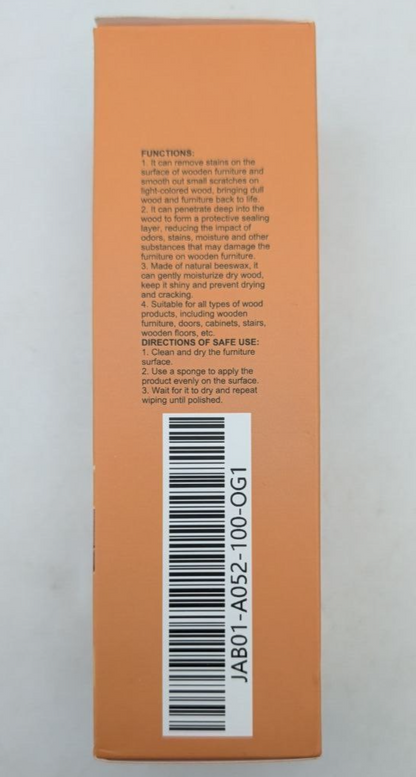 FUNCTIONS:
1. It can remove stains on the
surface of wooden furniture and
smooth out small scratches on
light-colored wood, bringing dull
wood and furniture back to life.
2. It can penetrate deep into the
wood to form a protective sealing
layer, reducing the impact of
odors, stains, moisture and other
substances that may damage the
furniture on wooden furniture.
3. Made of natural beeswax, it
can gently moisturize dry wood,
keep it shiny and prevent drying
and cracking.
4. Suitable for all types of wood
products, including wooden
furniture, doors, cabinets, stairs,
wooden floors, etc.
DIRECTIONS OF SAFE USE:
1. Clean and dry the furniture
surface.
2. Use a sponge to apply the
product evenly on the surface.
3. Wait for it to dry and repeat
wiping until polished.
JAB01-A052-100-OG1